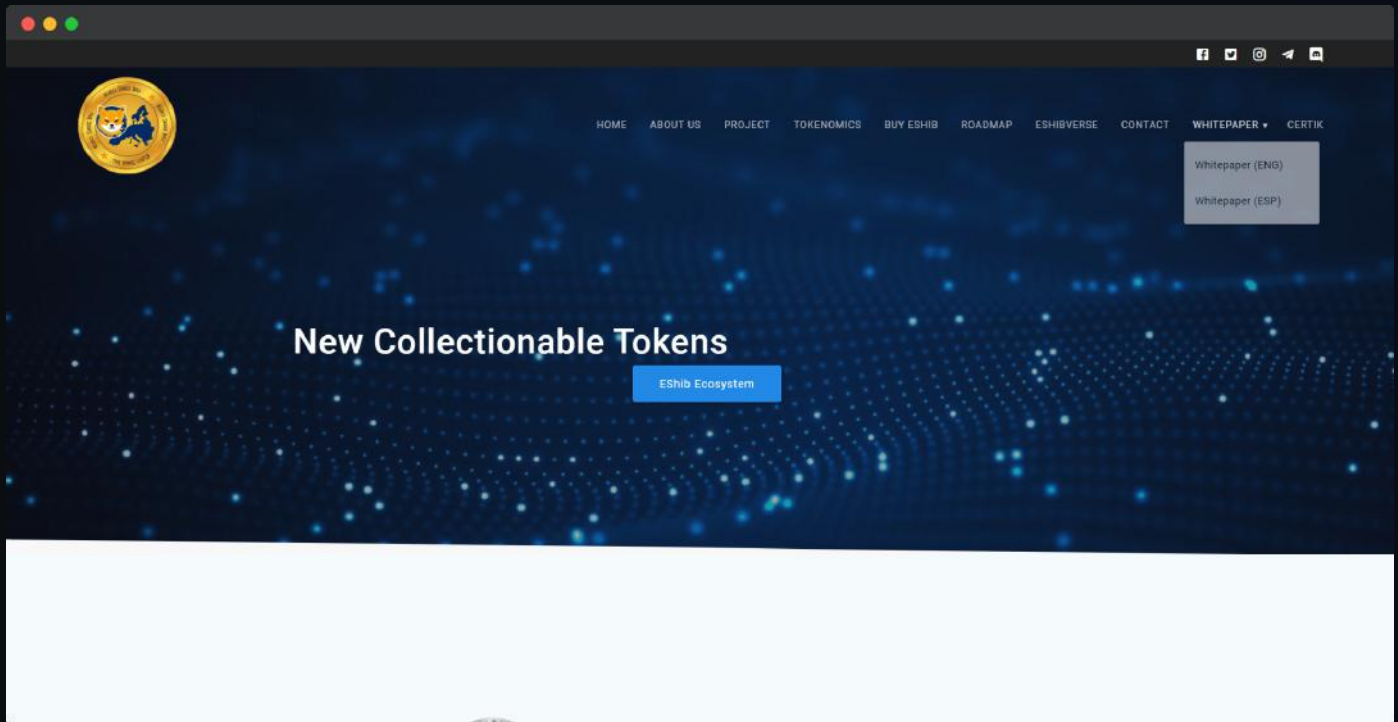 HOME ABOUT US PROJECT TOKENOMICS BUY ESHIB ROADMAP ESHIBVERSE CONTACT WHITEPAPER ▾ CERTIK
Whitepaper (ENG)
Whitepaper (ESP)
New Collectionable Tokens
EShib Ecosystem